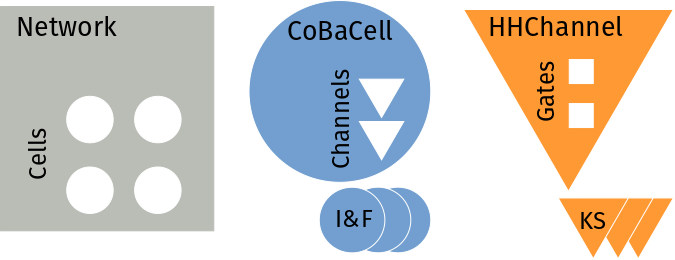 Network
Cells
CoBaCell
Channels
I&F
HHChannel
Gates
KS